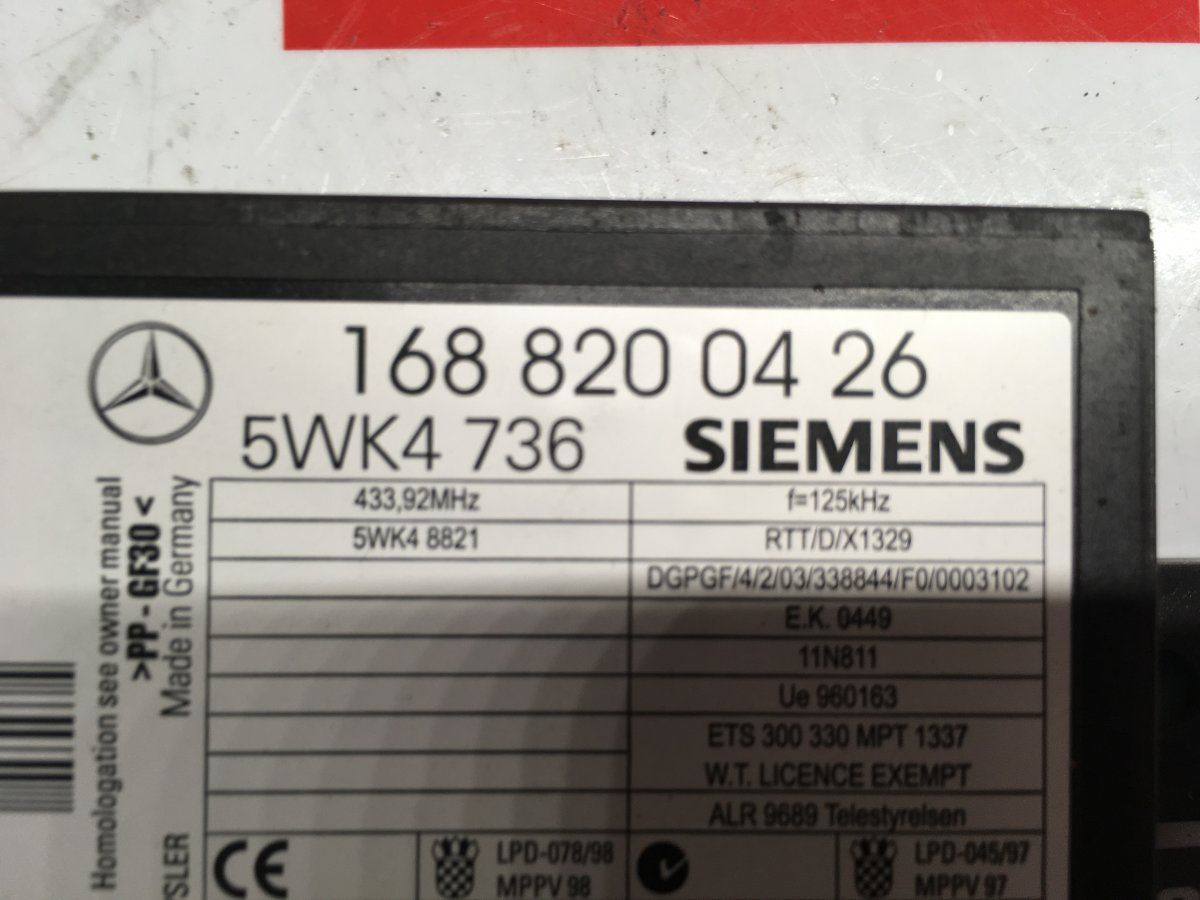 168 820 04 26
5WK4 736 SIEMENS
433,92MHz f=125kHz
5WK4 8821 RTT/D/X1329
DGPGF/4/2/03/338844/F0/0003102
E.K. 0449
11N811
Ue 960163
ETS 300 330 MPT 1337
W.T. LICENCE EXEMPT
ALR 9689 Telestyrelsen
CE LPD-078/98 LPD-045/97
MPPV 98 MPPV 97
Homologation see owner manual
>PP - GF30<
Made in Germany